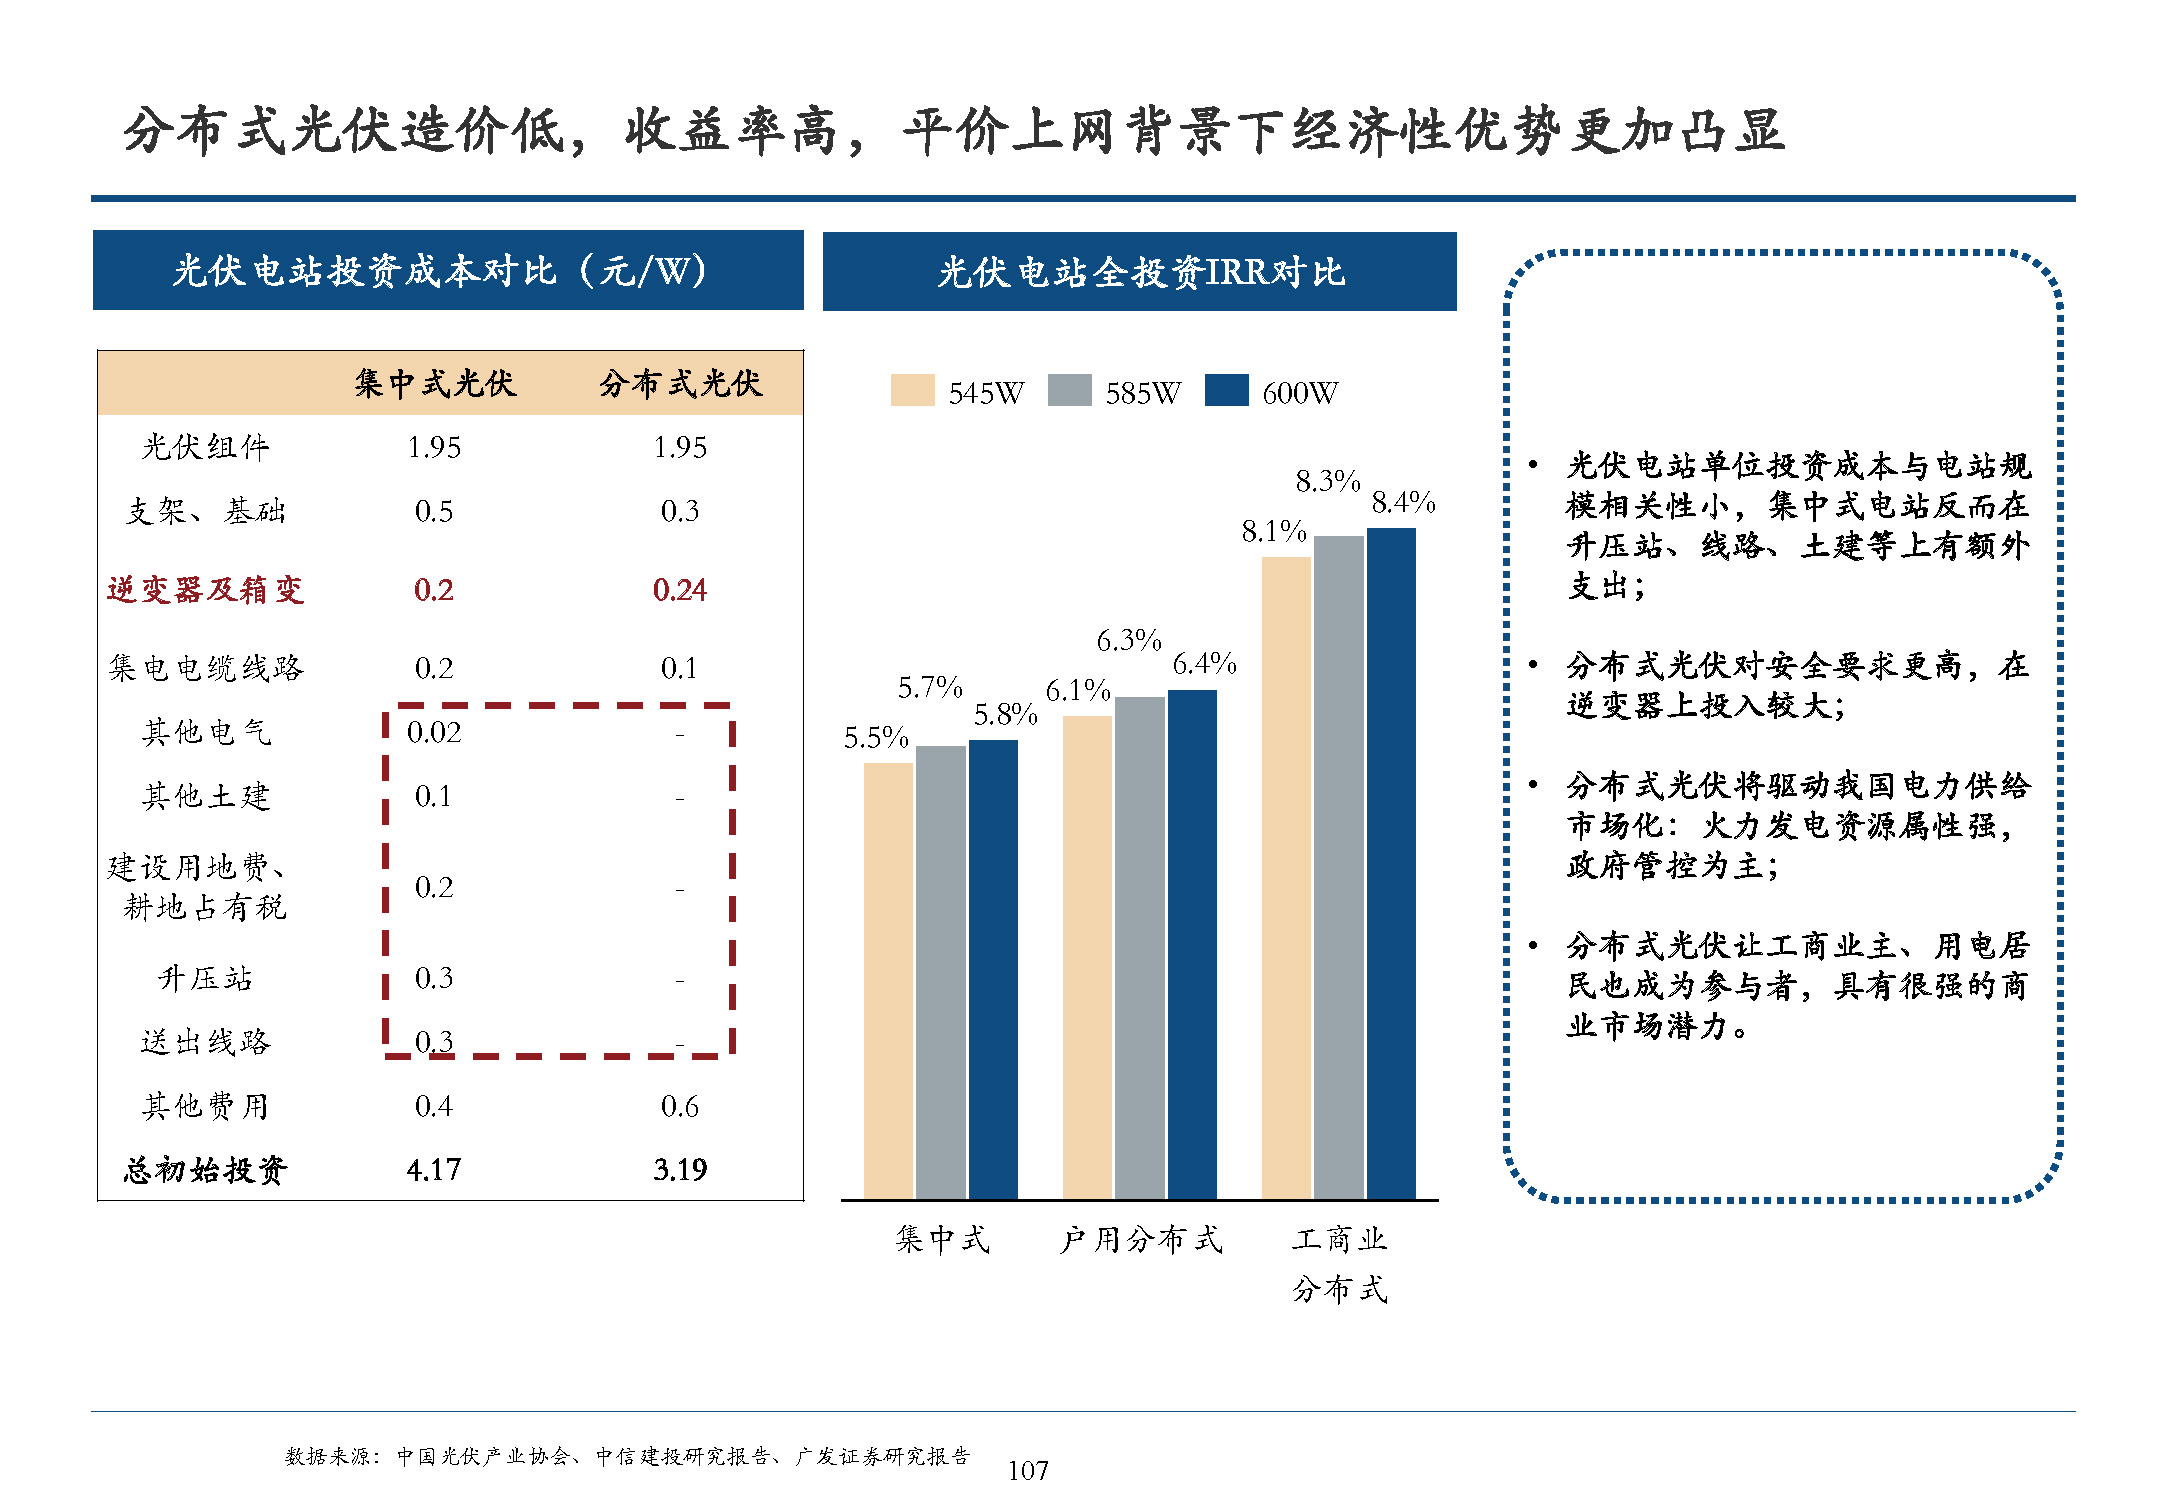 分布式光伏造价低，收益率高，平价上网背景下经济性优势更加凸显
光伏电站投资成本对比（元/W）
集中式光伏 分布式光伏
光伏组件 1.95 1.95
支架、基础 0.5 0.3
逆变器及箱变 0.2 0.24
集电电缆线路 0.2 0.1
其他电气 0.02 -
其他土建 0.1 -
建设用地费、
耕地占有税 0.2 -
升压站 0.3 -
送出线路 0.3 -
其他费用 0.4 0.6
总初始投资 4.17 3.19
光伏电站全投资IRR对比
545W 585W 600W
5.5% 5.7% 5.8%
6.1% 6.3% 6.4%
8.1% 8.3% 8.4%
集中式 户用分布式 工商业
分布式
• 光伏电站单位投资成本与电站规
模相关性小，集中式电站反而在
升压站、线路、土建等上有额外
支出；
• 分布式光伏对安全要求更高，在
逆变器上投入较大；
• 分布式光伏将驱动我国电力供给
市场化：火力发电资源属性强，
政府管控为主；
• 分布式光伏让工商业主、用电居
民也成为参与者，具有很强的商
业市场潜力。
数据来源：中国光伏产业协会、中信建投研究报告、广发证券研究报告
107